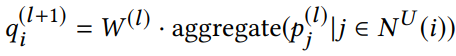 q_i^{(l+1)} = W^{(l)} · aggregate(p_j^{(l)} | j ∈ N^U(i))